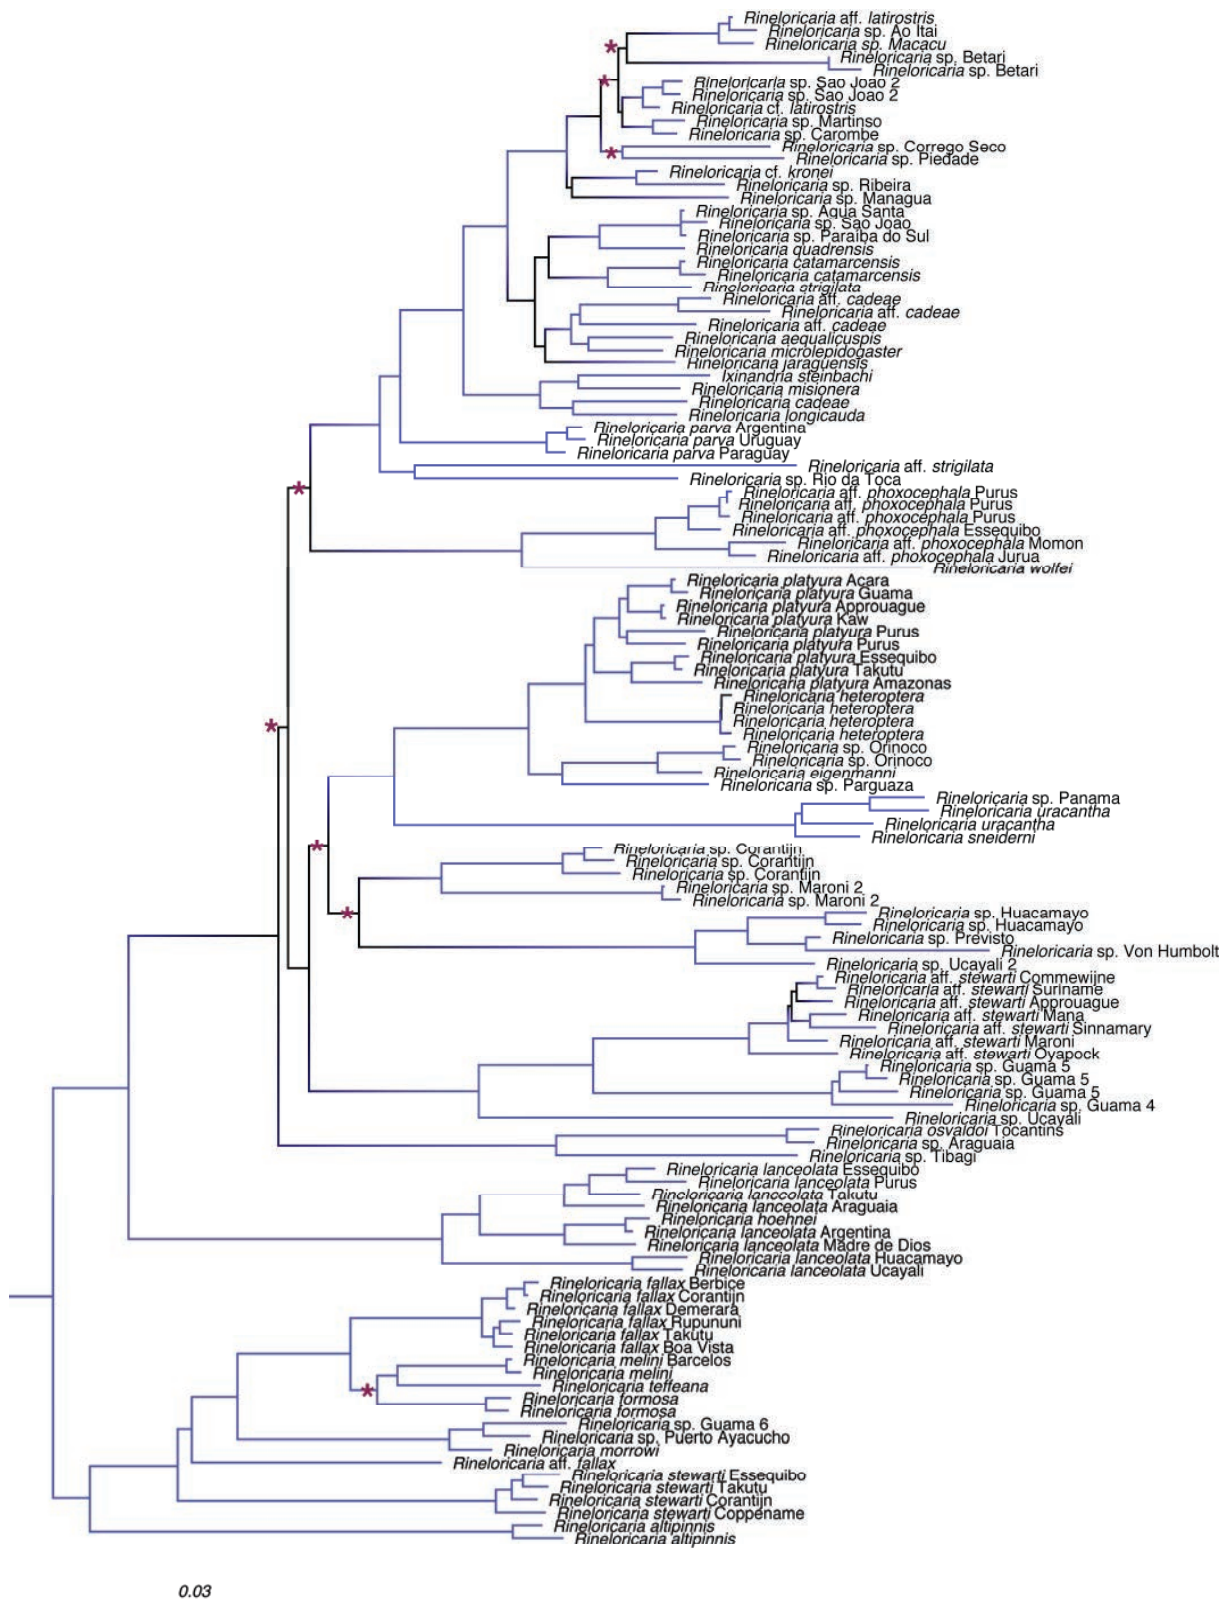 Rineloricaria aff. latirostris
Rineloricaria sp. Ao Itai
Rineloricaria sp. Macacu
Rineloricaria sp. Betari
Rineloricaria sp. Betari
Rineloricaria sp. Sao Joao 2
Rineloricaria sp. Sao Joao 2
Rineloricaria cf. latirostris
Rineloricaria sp. Martinso
Rineloricaria sp. Carombe
Rineloricaria sp. Corrego Seco
Rineloricaria sp. Piedade
Rineloricaria cf. kronei
Rineloricaria sp. Ribeira
Rineloricaria sp. Managua
Rineloricaria sp. Agua Santa
Rineloricaria sp. Sao Joao
Rineloricaria sp. Paraiba do Sul
Rineloricaria quadrensis
Rineloricaria catamarcensis
Rineloricaria catamarcensis
Rineloricaria strigilata
Rineloricaria aff. cadeae
Rineloricaria aff. cadeae
Rineloricaria aff. cadeae
Rineloricaria aequalicuspis
Rineloricaria microlepidogaster
Rineloricaria jaraguensis
Ixinandria steinbachi
Rineloricaria misionera
Rineloricaria cadeae
Rineloricaria longicauda
Rineloricaria parva Argentina
Rineloricaria parva Uruguay
Rineloricaria parva Paraguay
Rineloricaria aff. strigilata
Rineloricaria sp. Rio da Toca
Rineloricaria aff. phoxocephala Purus
Rineloricaria aff. phoxocephala Purus
Rineloricaria aff. phoxocephala Purus
Rineloricaria aff. phoxocephala Essequibo
Rineloricaria aff. phoxocephala Momon
Rineloricaria aff. phoxocephala Jurua
Rineloricaria wolfei
Rineloricaria platyura Acara
Rineloricaria platyura Guama
Rineloricaria platyura Approuague
Rineloricaria platyura Kaw
Rineloricaria platyura Purus
Rineloricaria platyura Purus
Rineloricaria platyura Essequibo
Rineloricaria platyura Takutu
Rineloricaria platyura Amazonas
Rineloricaria heteroptera
Rineloricaria heteroptera
Rineloricaria heteroptera
Rineloricaria heteroptera
Rineloricaria sp. Orinoco
Rineloricaria sp. Orinoco
Rineloricaria eigenmanni
Rineloricaria sp. Parguaza
Rineloricaria sp. Panama
Rineloricaria uracantha
Rineloricaria uracantha
Rineloricaria sneiderni
Rineloricaria sp. Corantijn
Rineloricaria sp. Corantijn
Rineloricaria sp. Corantijn
Rineloricaria sp. Maroni 2
Rineloricaria sp. Maroni 2
Rineloricaria sp. Huacamayo
Rineloricaria sp. Huacamayo
Rineloricaria sp. Previsto
Rineloricaria sp. Von Humbolt
Rineloricaria sp. Ucayali 2
Rineloricaria aff. stewarti Commewijne
Rineloricaria aff. stewarti Suriname
Rineloricaria aff. stewarti Approuague
Rineloricaria aff. stewarti Mana
Rineloricaria aff. stewarti Sinnamary
Rineloricaria aff. stewarti Maroni
Rineloricaria aff. stewarti Oyapock
Rineloricaria sp. Guama 5
Rineloricaria sp. Guama 5
Rineloricaria sp. Guama 5
Rineloricaria sp. Guama 4
Rineloricaria sp. Ucayali
Rineloricaria osvaldoi Tocantins
Rineloricaria sp. Araguaia
Rineloricaria sp. Tibagi
Rineloricaria lanceolata Essequibo
Rineloricaria lanceolata Purus
Rineloricaria lanceolata Takutu
Rineloricaria lanceolata Araguaia
Rineloricaria hoehnei
Rineloricaria lanceolata Argentina
Rineloricaria lanceolata Madre de Dios
Rineloricaria lanceolata Huacamayo
Rineloricaria lanceolata Ucayali
Rineloricaria fallax Berbice
Rineloricaria fallax Corantijn
Rineloricaria fallax Demerara
Rineloricaria fallax Rupununi
Rineloricaria fallax Takutu
Rineloricaria fallax Boa Vista
Rineloricaria melini Barcelos
Rineloricaria melini
Rineloricaria teffeana
Rineloricaria formosa
Rineloricaria formosa
Rineloricaria sp. Guama 6
Rineloricaria sp. Puerto Ayacucho
Rineloricaria morrowi
Rineloricaria aff. fallax
Rineloricaria stewarti Essequibo
Rineloricaria stewarti Takutu
Rineloricaria stewarti Corantijn
Rineloricaria stewarti Coppename
Rineloricaria altipinnis
Rineloricaria altipinnis
0.03